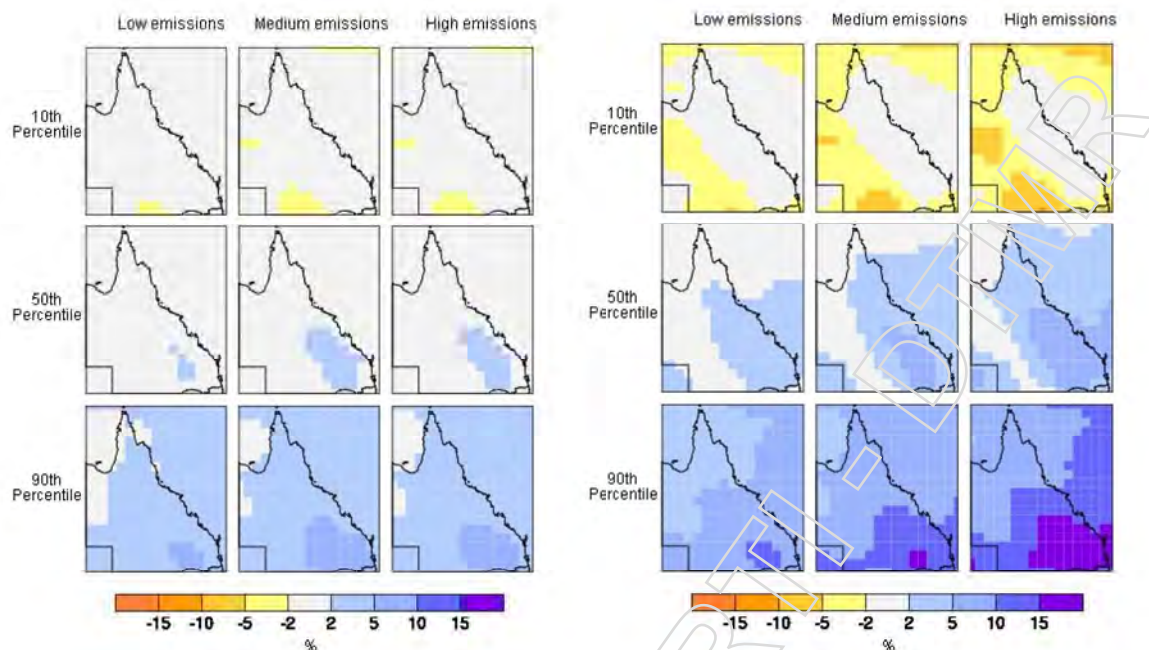 Low emissions Medium emissions High emissions
10th
Percentile
50th
Percentile
90th
Percentile
-15 -10 -5 -2 2 5 10 15
%
Low emissions Medium emissions High emissions
10th
Percentile
50th
Percentile
90th
Percentile
-15 -10 -5 -2 2 5 10 15
%
RTI - DTMR